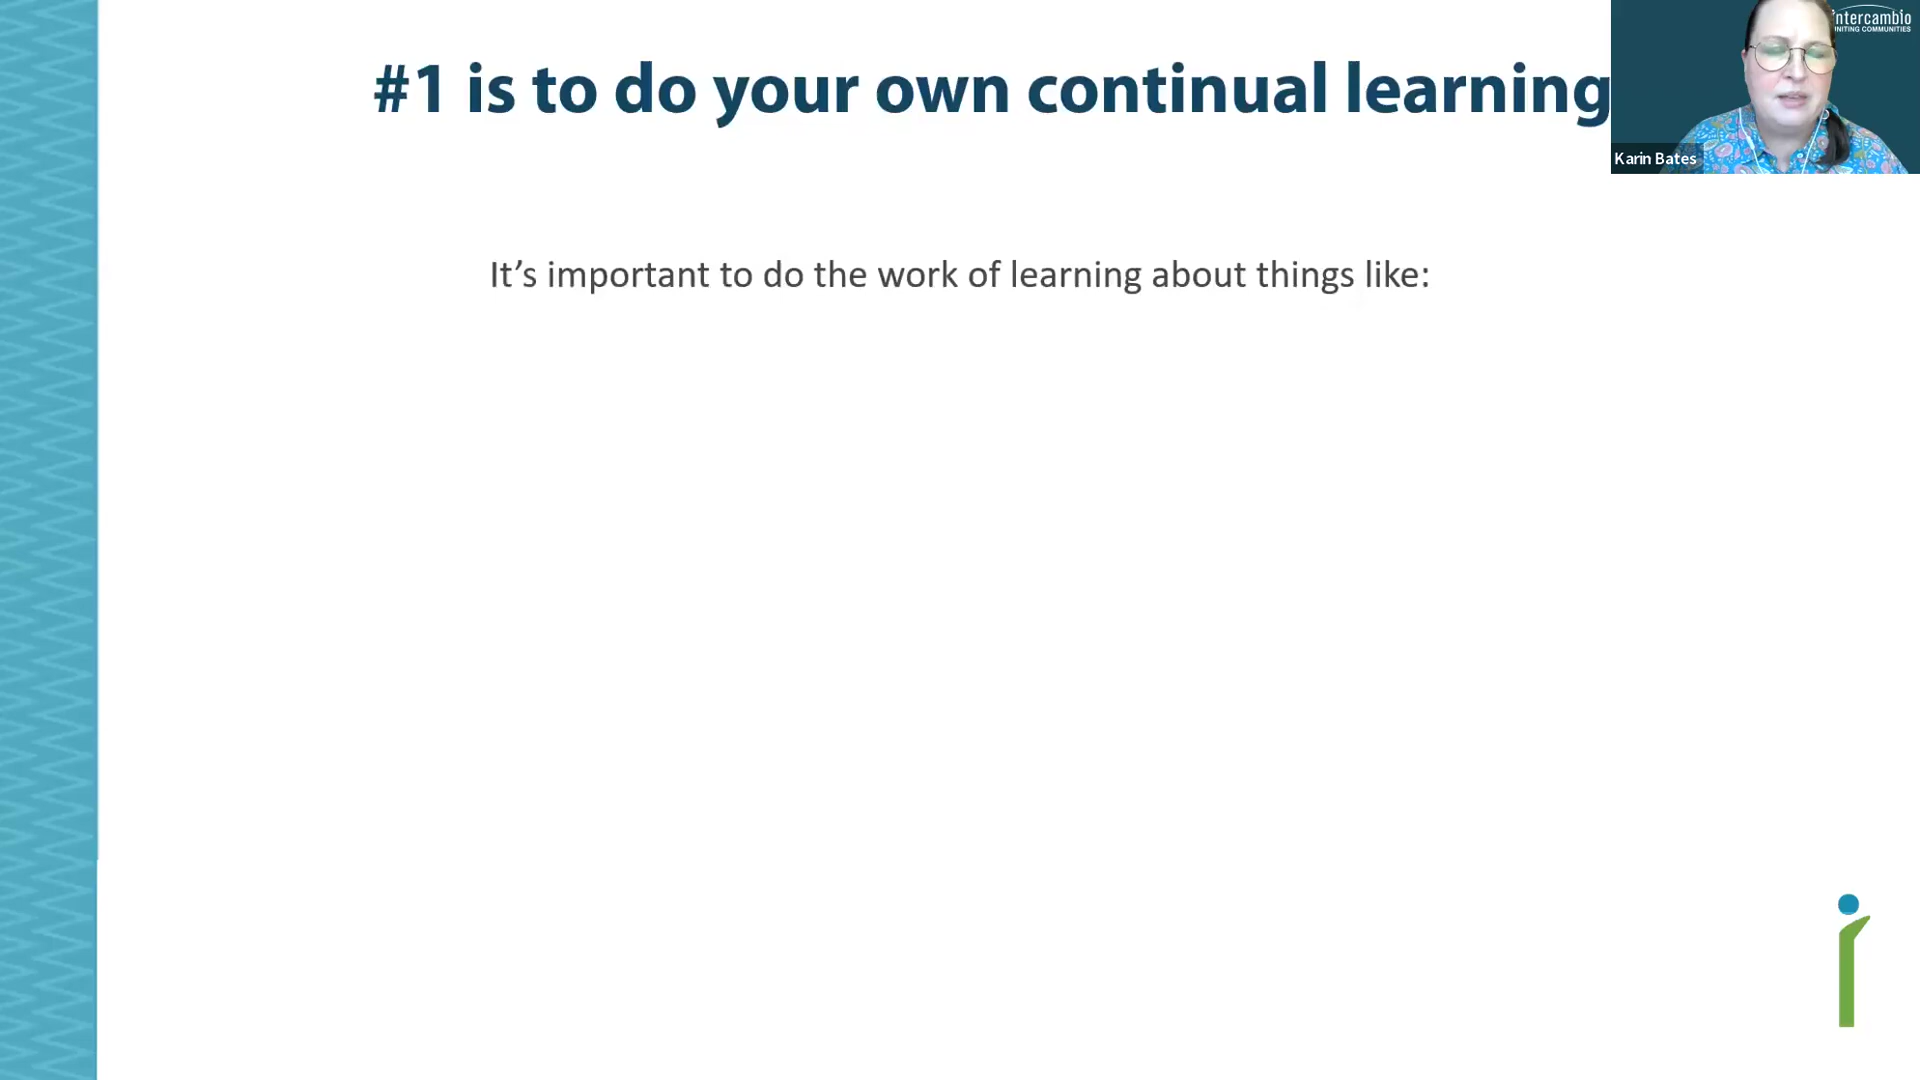 #1 is to do your own continual learning
ntercambio
UNITING COMMUNITIES
Karin Bates
It’s important to do the work of learning about things like: